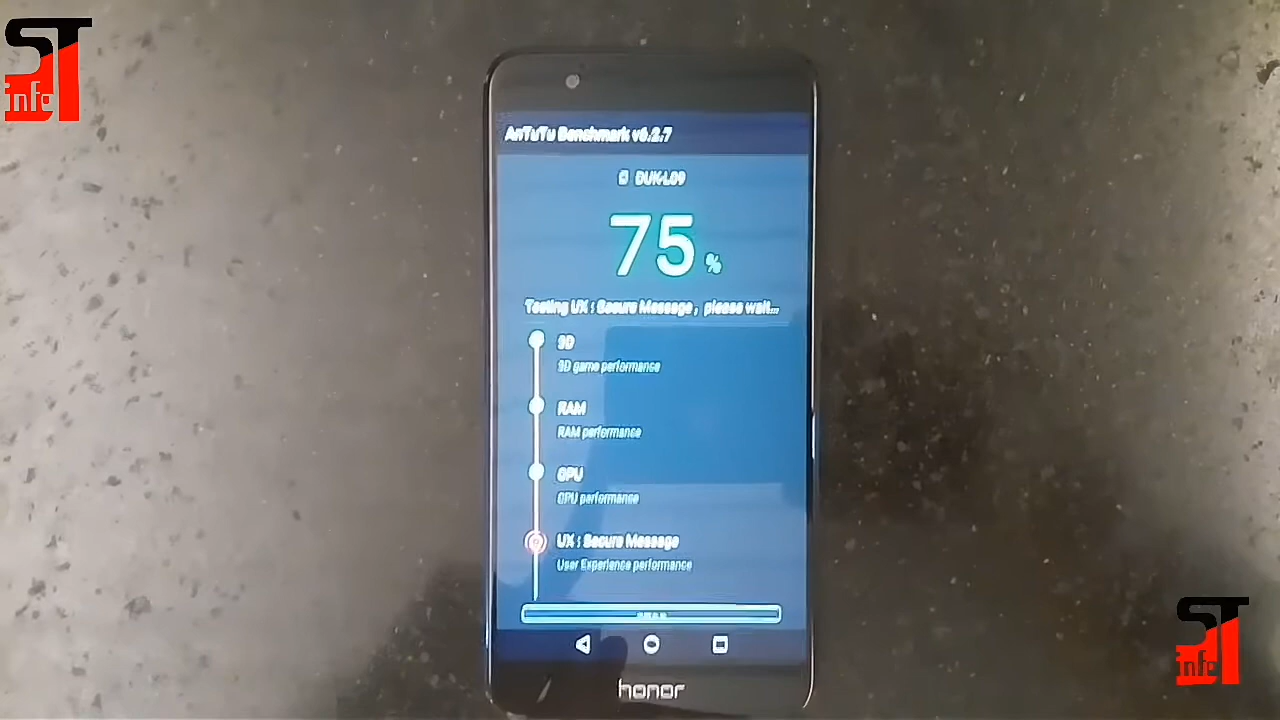 ST
info
AnTuTu Benchmark v6.2.7
DUK-L09
75 %
Testing UX : Secure Message , please wait...
3D
3D game performance
RAM
RAM performance
CPU
CPU performance
UX : Secure Message
User Experience performance
honor
ST
info